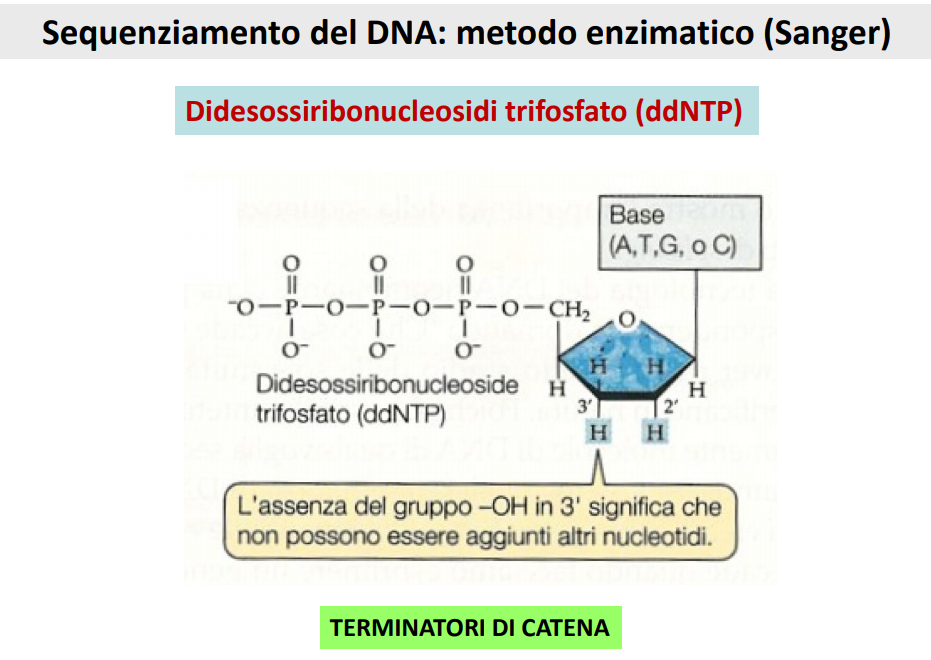 Sequenziamento del DNA: metodo enzimatico (Sanger)
Didesossiribonucleosidi trifosfato (ddNTP)
Base
(A,T,G, o C)
O O O
⁻O—P—O—P—O—P—O—CH₂ O
O⁻ O⁻ O⁻
H H
Didesossiribonucleoside H H
trifosfato (ddNTP) 3' 2'
H H
L'assenza del gruppo –OH in 3' significa che
non possono essere aggiunti altri nucleotidi.
TERMINATORI DI CATENA